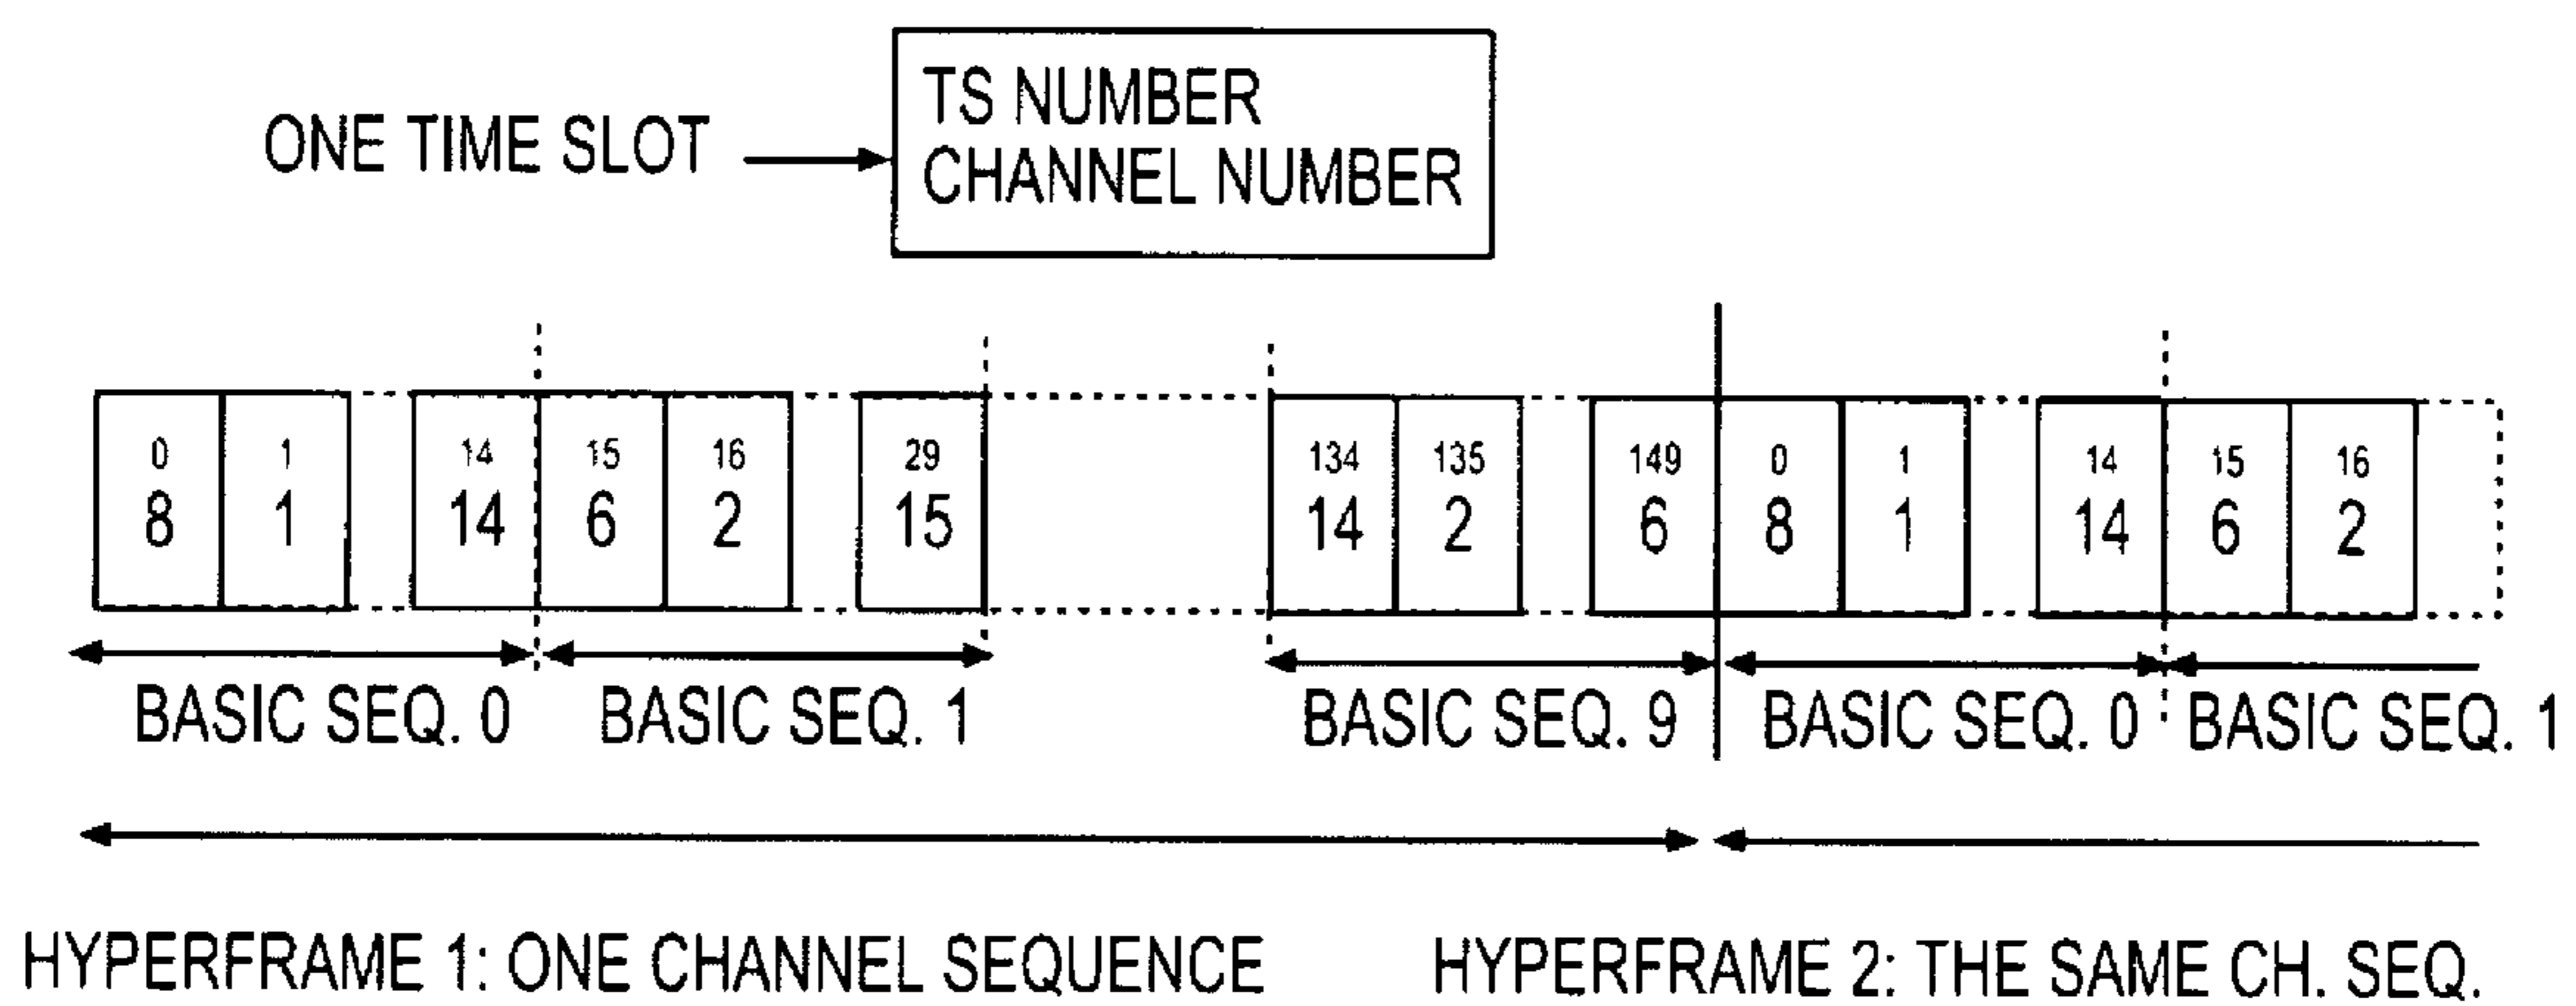 TS NUMBER
ONE TIME SLOT
CHANNEL NUMBER
0 1 14 15 16 29 134 135 149 0 1 14 15 16
8 1 14 6 2 15 14 2 6 8 1 14 6 2
BASIC SEQ. 0 BASIC SEQ. 1 BASIC SEQ. 9 BASIC SEQ. 0 BASIC SEQ. 1
HYPERFRAME 1: ONE CHANNEL SEQUENCE HYPERFRAME 2: THE SAME CH. SEQ.